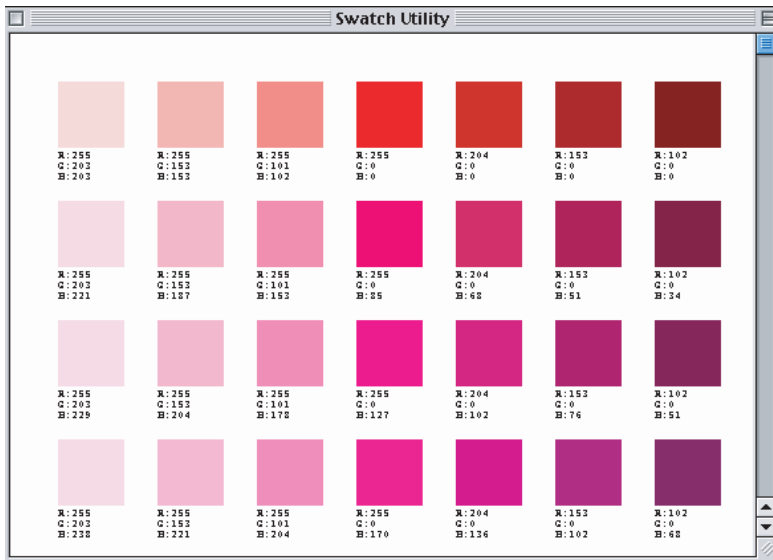 Swatch Utility
R:255
G:203
B:203
R:255
G:153
B:153
R:255
G:101
B:102
R:255
G:0
B:0
R:204
G:0
B:0
R:153
G:0
B:0
R:102
G:0
B:0
R:255
G:203
B:221
R:255
G:153
B:187
R:255
G:101
B:153
R:255
G:0
B:85
R:204
G:0
B:68
R:153
G:0
B:51
R:102
G:0
B:34
R:255
G:203
B:229
R:255
G:153
B:204
R:255
G:101
B:178
R:255
G:0
B:127
R:204
G:0
B:102
R:153
G:0
B:76
R:102
G:0
B:51
R:255
G:203
B:238
R:255
G:153
B:221
R:255
G:101
B:204
R:255
G:0
B:170
R:204
G:0
B:136
R:153
G:0
B:102
R:102
G:0
B:68